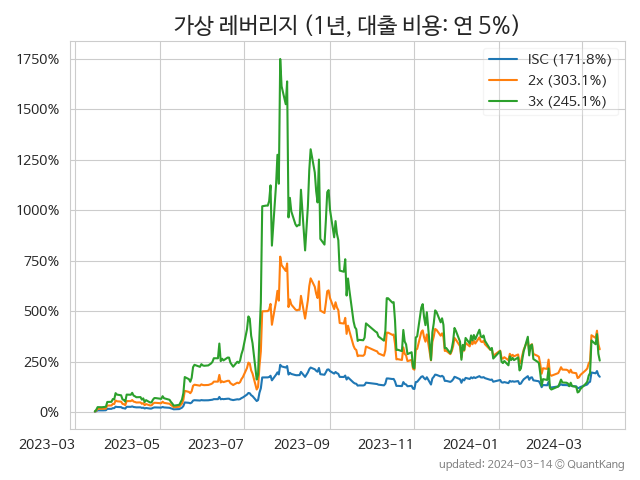 가상 레버리지 (1년, 대출 비용: 연 5%)
ISC (171.8%)
2x (303.1%)
3x (245.1%)
1750%
1500%
1250%
1000%
750%
500%
250%
0%
2023-03 2023-05 2023-07 2023-09 2023-11 2024-01 2024-03
updated: 2024-03-14 © QuantKang